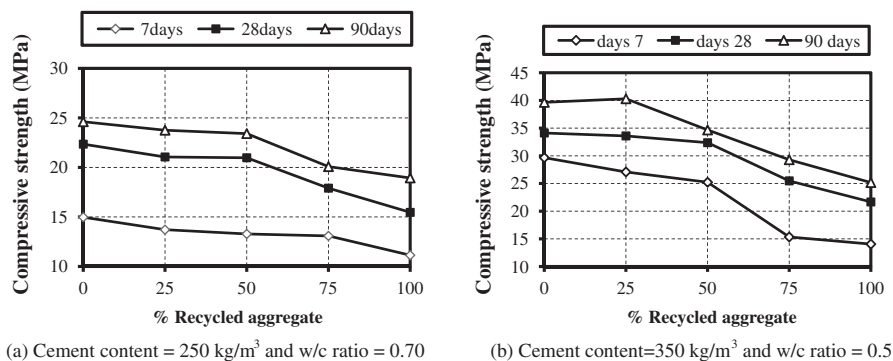 7days 28days 90days
Compressive strength (MPa)
30
25
20
15
10
0 25 50 75 100
% Recycled aggregate
(a) Cement content = 250 kg/m³ and w/c ratio = 0.70
days 7 days 28 90 days
Compressive strength (MPa)
45
40
35
30
25
20
15
10
0 25 50 75 100
% Recycled aggregate
(b) Cement content=350 kg/m³ and w/c ratio = 0.5